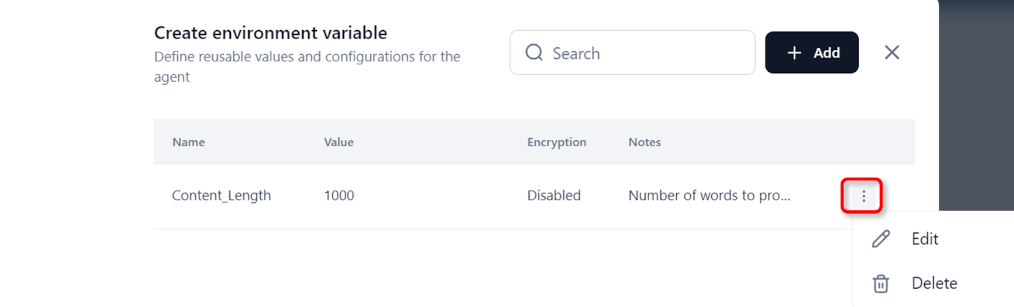 Create environment variable
Define reusable values and configurations for the
agent
Search
Add
Name Value Encryption Notes
Content_Length 1000 Disabled Number of words to pro...
Edit
Delete